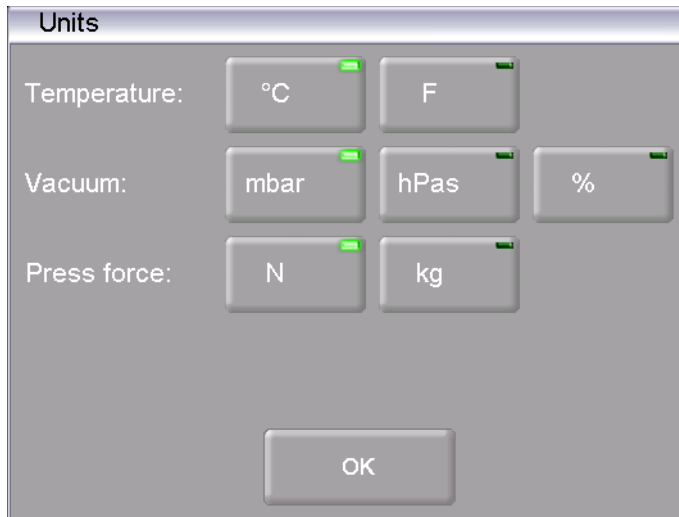 Units
Temperature: °C F
Vacuum: mbar hPas %
Press force: N kg
OK